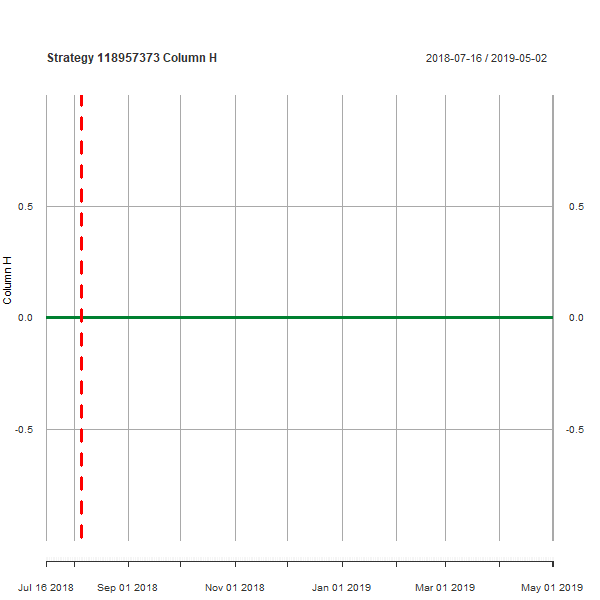 Strategy 118957373 Column H
2018-07-16 / 2019-05-02
0.5
0.5
Column H
0.0
0.0
-0.5
-0.5
Jul 16 2018
Sep 01 2018
Nov 01 2018
Jan 01 2019
Mar 01 2019
May 01 2019